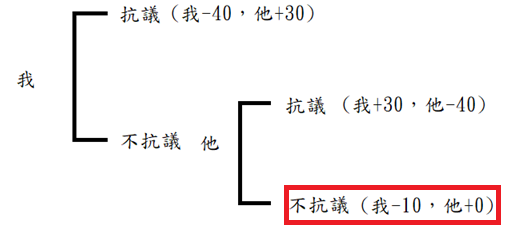 抗議（我-40，他+30）
我
抗議（我+30，他-40）
不抗議 他
不抗議（我-10，他+0）